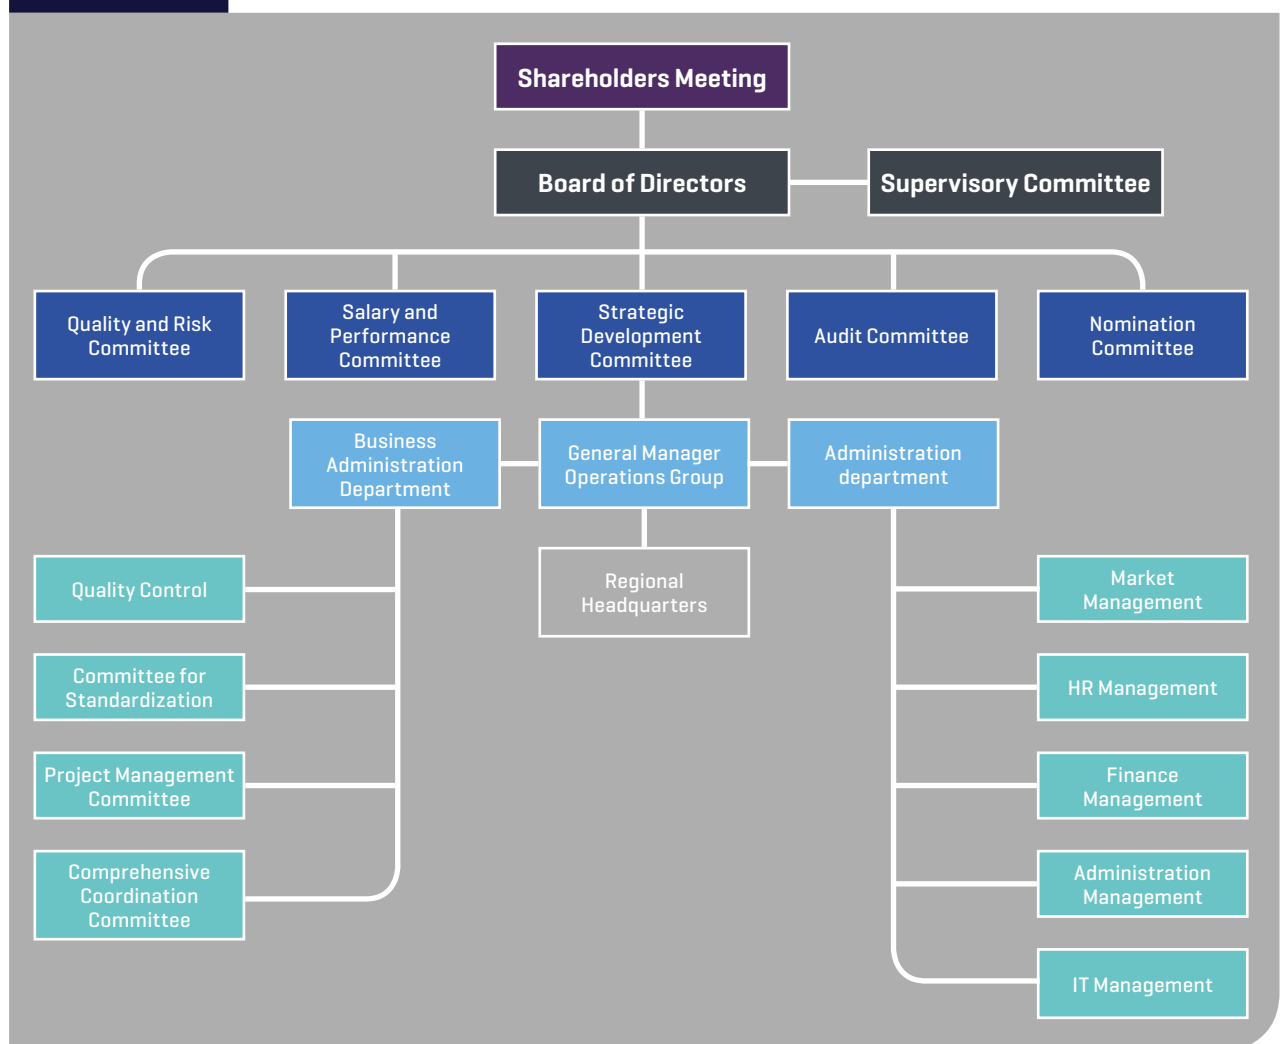 Shareholders Meeting
Board of Directors
Supervisory Committee
Quality and Risk
Committee
Salary and
Performance
Committee
Strategic
Development
Committee
Audit Committee
Nomination
Committee
Business
Administration
Department
General Manager
Operations Group
Administration
department
Regional
Headquarters
Quality Control
Committee for
Standardization
Project Management
Committee
Comprehensive
Coordination
Committee
Market
Management
HR Management
Finance
Management
Administration
Management
IT Management